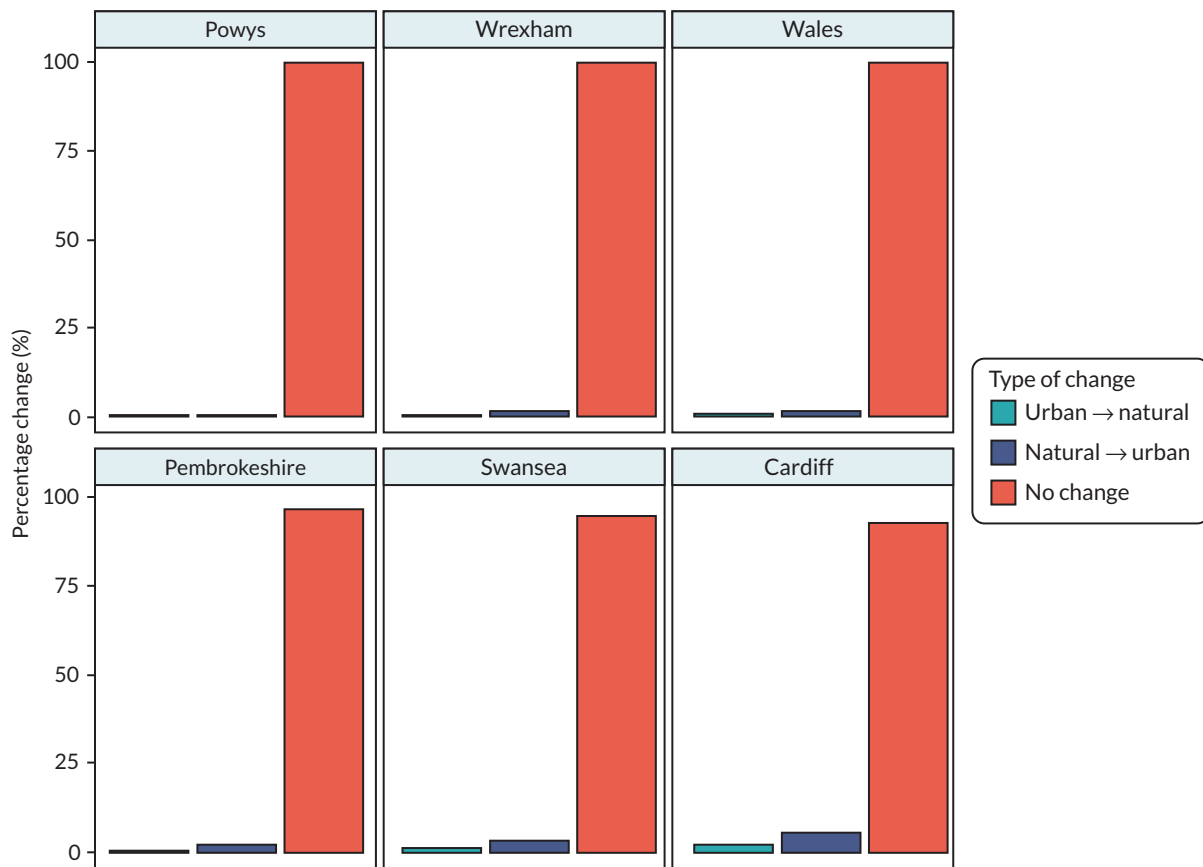 Powys
Wrexham
Wales
100
75
50
25
0
Percentage change (%)
Pembrokeshire
Swansea
Cardiff
100
75
50
25
0
Type of change
Urban → natural
Natural → urban
No change